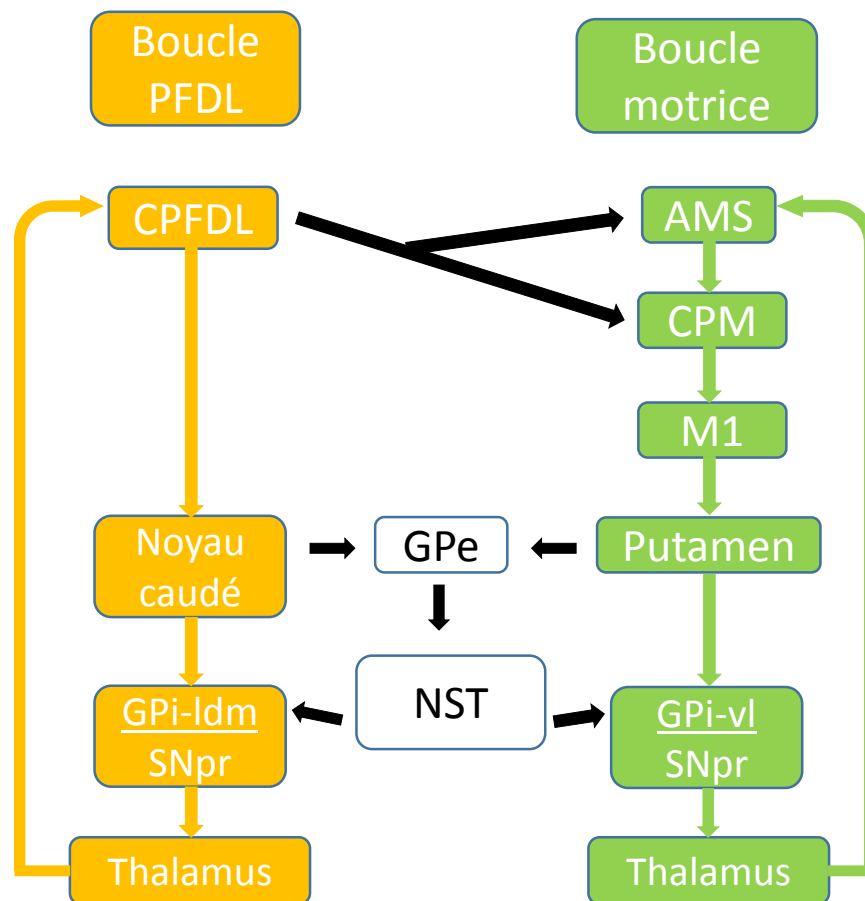 Boucle
PFDL
Boucle
motrice
CPFDL
AMS
CPM
M1
Noyau
caudé
GPe
Putamen
GPi-ldm
SNpr
NST
GPi-vl
SNpr
Thalamus
Thalamus